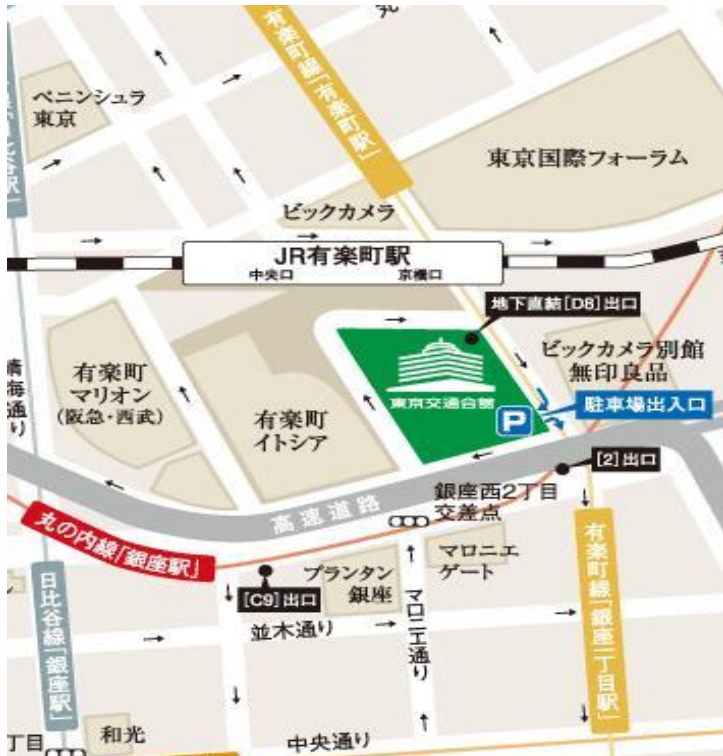 丸
有楽町線「有楽町駅」
ペニンシュラ
東京
東京国際フォーラム
ビックカメラ
JR有楽町駅
中央口
京橋口
地下直結[D8]出口
ビックカメラ別館
無印良品
東京交通会館
P
駐車場出入口
有楽町
マリオン
(阪急・西武)
有楽町
イトシア
晴海通り
[2]出口
高速道路
銀座西2丁目
交差点
丸の内線「銀座駅」
マロニエ
ゲート
プランタン
銀座
[C9]出口
並木通り
マロニエ通り
有楽町線「銀座一丁目駅」
日比谷線「銀座駅」
和光
丁目
中央通り